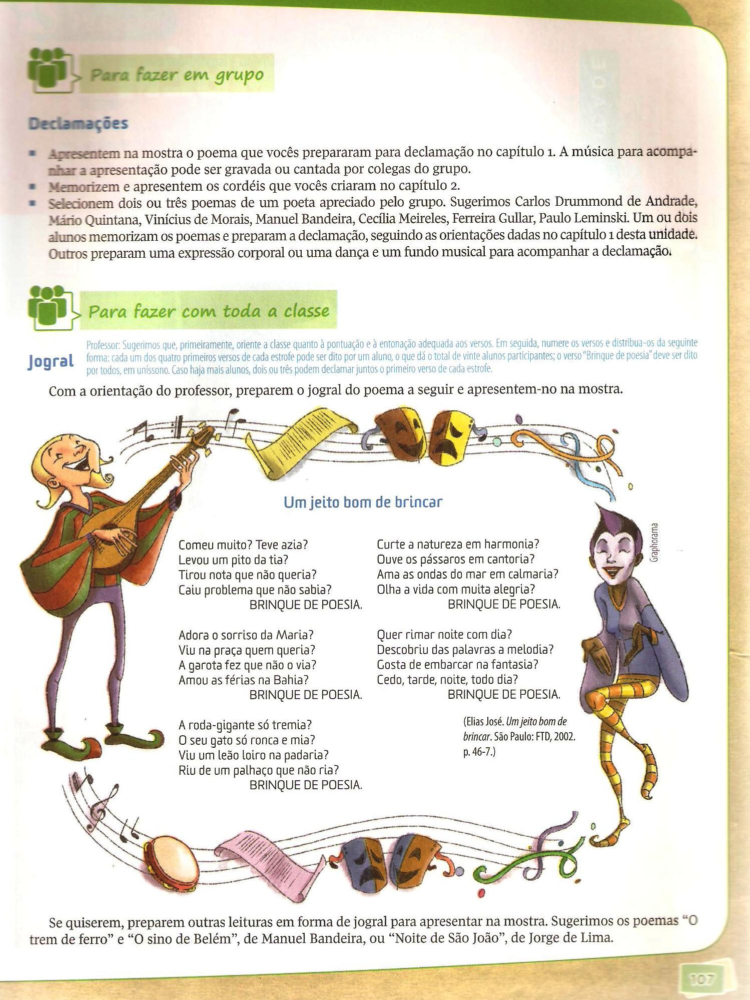 Para fazer em grupo
Declamações
▪ Apresentem na mostra o poema que vocês prepararam para declamação no capítulo 1. A música para acompa-
nhar a apresentação pode ser gravada ou cantada por colegas do grupo.
▪ Memorizem e apresentem os cordéis que vocês criaram no capítulo 2.
▪ Selecionem dois ou três poemas de um poeta apreciado pelo grupo. Sugerimos Carlos Drummond de Andrade,
Mário Quintana, Vinícius de Morais, Manuel Bandeira, Cecília Meireles, Ferreira Gullar, Paulo Leminski. Um ou dois
alunos memorizam os poemas e preparam a declamação, seguindo as orientações dadas no capítulo 1 desta unidade.
Outros preparam uma expressão corporal ou uma dança e um fundo musical para acompanhar a declamação.
Para fazer com toda a classe
Jogral
Professor: Sugerimos que, primeiramente, oriente a classe quanto à pontuação e à entonação adequada aos versos. Em seguida, numere os versos e distribua-os da seguinte
forma: cada um dos quatro primeiros versos de cada estrofe pode ser dito por um aluno, o que dá o total de vinte alunos participantes; o verso "Brinque de poesia" deve ser dito
por todos, em uníssono. Caso haja mais alunos, dois ou três podem declamar juntos o primeiro verso de cada estrofe.
Com a orientação do professor, preparem o jogral do poema a seguir e apresentem-no na mostra.
Um jeito bom de brincar
Comeu muito? Teve azia?
Levou um pito da tia?
Tirou nota que não queria?
Caiu problema que não sabia?
BRINQUE DE POESIA.
Adora o sorriso da Maria?
Viu na praça quem queria?
A garota fez que não o via?
Amou as férias na Bahia?
BRINQUE DE POESIA.
A roda-gigante só tremia?
O seu gato só ronca e mia?
Viu um leão loiro na padaria?
Riu de um palhaço que não ria?
BRINQUE DE POESIA.
Curte a natureza em harmonia?
Ouve os pássaros em cantoria?
Ama as ondas do mar em calmaria?
Olha a vida com muita alegria?
BRINQUE DE POESIA.
Quer rimar noite com dia?
Descobriu das palavras a melodia?
Gosta de embarcar na fantasia?
Cedo, tarde, noite, todo dia?
BRINQUE DE POESIA.
(Elias José. Um jeito bom de
brincar. São Paulo: FTD, 2002.
p. 46-7.)
Graphorama
Se quiserem, preparem outras leituras em forma de jogral para apresentar na mostra. Sugerimos os poemas “O
trem de ferro” e “O sino de Belém”, de Manuel Bandeira, ou “Noite de São João”, de Jorge de Lima.
107